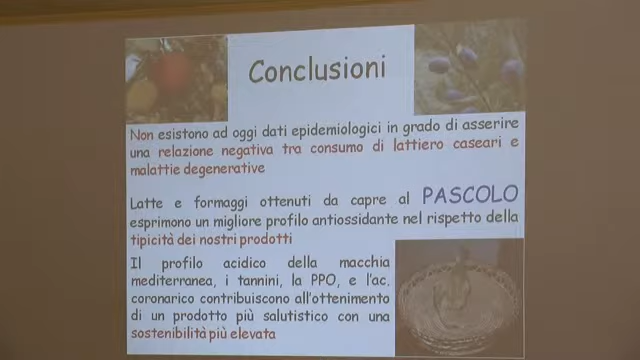 Conclusioni
Non esistono ad oggi dati epidemiologici in grado di asserire
una relazione negativa tra consumo di lattiero caseari e
malattie degenerative
Latte e formaggi ottenuti da capre al PASCOLO
esprimono un migliore profilo antiossidante nel rispetto della
tipicità dei nostri prodotti
Il profilo acidico della macchia
mediterranea, i tannini, la PPO, e l'ac.
coronarico contribuiscono all'ottenimento
di un prodotto più salutistico con una
sostenibilità più elevata